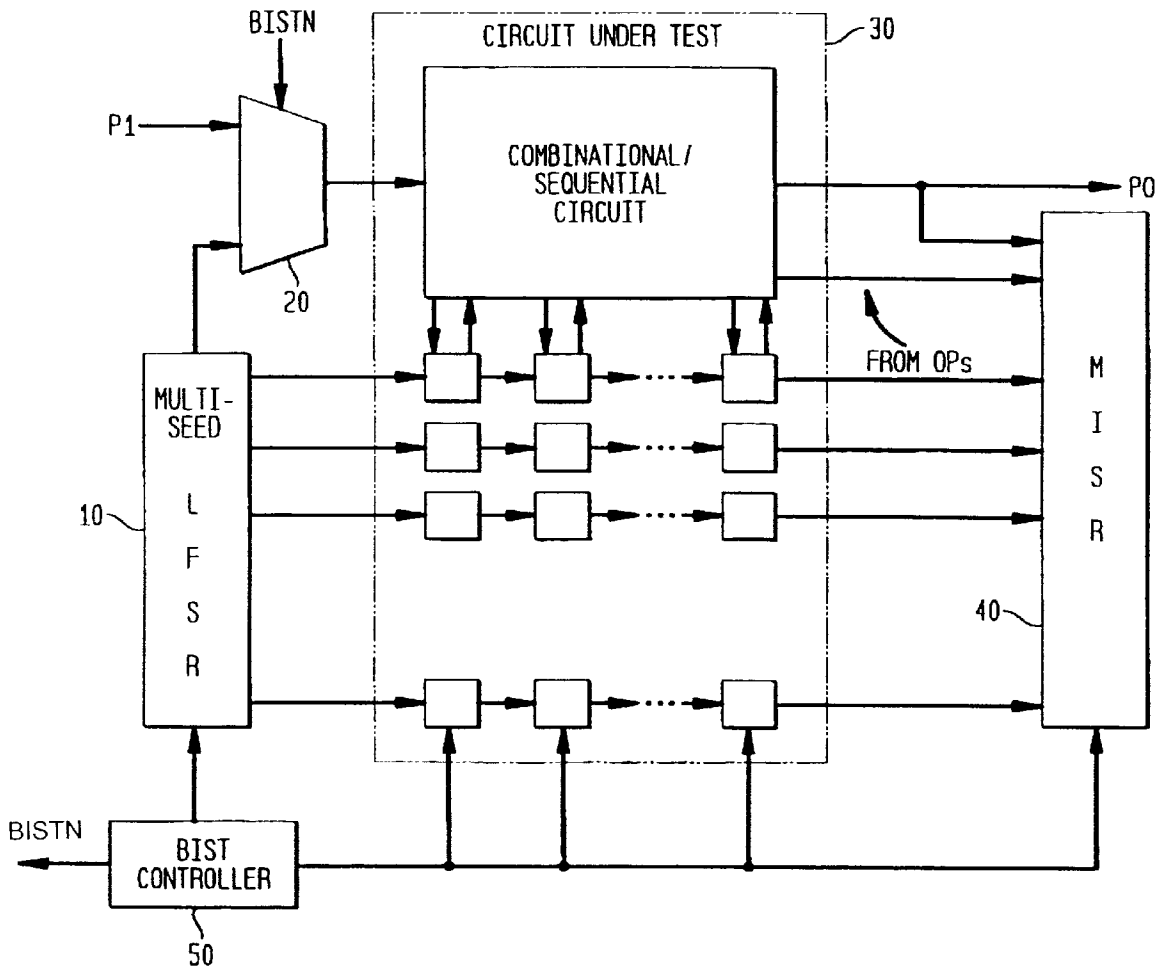 BISTN
CIRCUIT UNDER TEST
30
P1
COMBINATIONAL/
SEQUENTIAL
CIRCUIT
PO
20
FROM OPs
MULTI-
SEED
L
F
S
R
10
M
I
S
R
40
BISTN
BIST
CONTROLLER
50